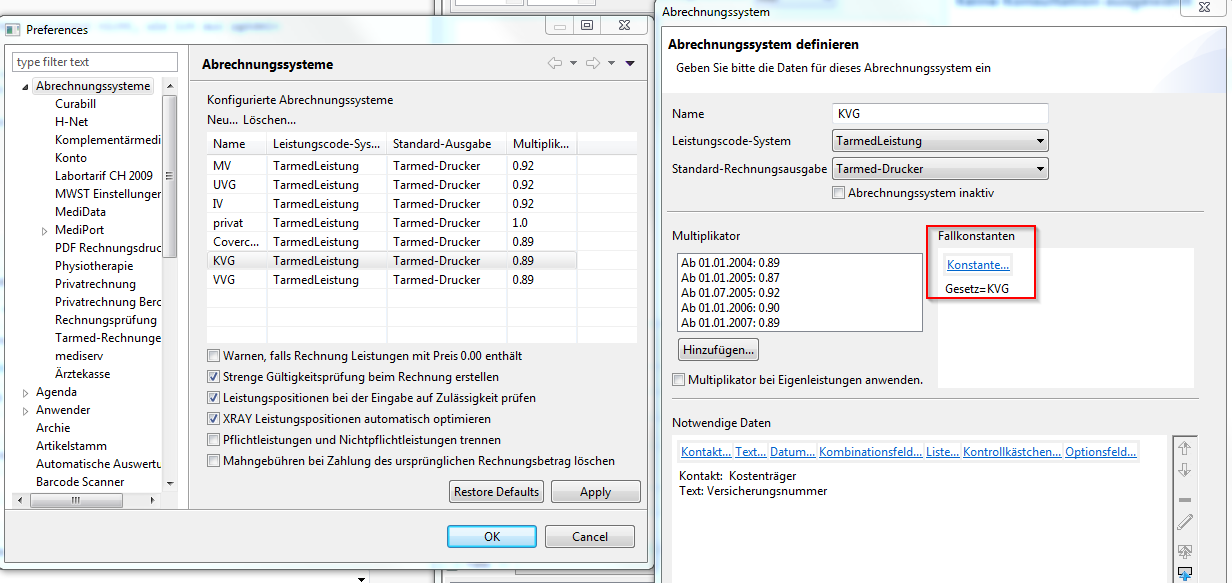 Preferences
type filter text
Abrechnungssysteme
Curabill
H-Net
Komplementärmedi
Konto
Labortarif CH 2009
MWST Einstellunger
MediData
MediPort
PDF Rechnungsdruc
Physiotherapie
Privatrechnung
Privatrechnung Berc
Rechnungsprüfung
Tarmed-Rechnunge
mediserv
Ärztekasse
Agenda
Anwender
Archie
Artikelstamm
Automatische Auswertu
Barcode Scanner
Abrechnungssysteme
Konfigurierte Abrechnungssysteme
Neu... Löschen...
Name Leistungscode-Sys... Standard-Ausgabe Multiplik...
MV TarmedLeistung Tarmed-Drucker 0.92
UVG TarmedLeistung Tarmed-Drucker 0.92
IV TarmedLeistung Tarmed-Drucker 0.92
privat TarmedLeistung Tarmed-Drucker 1.0
Coverc... TarmedLeistung Tarmed-Drucker 0.89
KVG TarmedLeistung Tarmed-Drucker 0.89
VVG TarmedLeistung Tarmed-Drucker 0.89
Warnen, falls Rechnung Leistungen mit Preis 0.00 enthält
Strenge Gültigkeitsprüfung beim Rechnung erstellen
Leistungspositionen bei der Eingabe auf Zulässigkeit prüfen
XRAY Leistungspositionen automatisch optimieren
Pflichtleistungen und Nichtpflichtleistungen trennen
Mahngebühren bei Zahlung des ursprünglichen Rechnungsbetrag löschen
Restore Defaults Apply
OK Cancel
Abrechnungssystem
Abrechnungssystem definieren
Geben Sie bitte die Daten für dieses Abrechnungssystem ein
Name KVG
Leistungscode-System TarmedLeistung
Standard-Rechnungsausgabe Tarmed-Drucker
Abrechnungssystem inaktiv
Multiplikator
Ab 01.01.2004: 0.89
Ab 01.01.2005: 0.87
Ab 01.07.2005: 0.92
Ab 01.01.2006: 0.90
Ab 01.01.2007: 0.89
Hinzufügen...
Multiplikator bei Eigenleistungen anwenden.
Fallkonstanten
Konstante...
Gesetz=KVG
Notwendige Daten
Kontakt... Text... Datum... Kombinationsfeld... Liste... Kontrollkästchen... Optionsfeld...
Kontakt: Kostenträger
Text: Versicherungsnummer